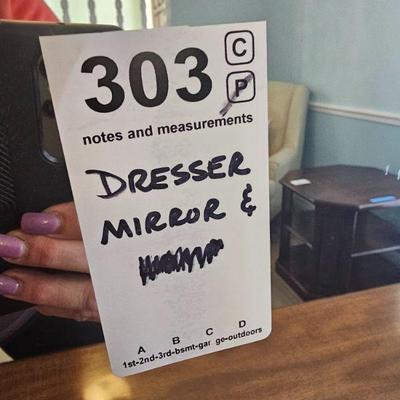 303
C
P
notes and measurements
DRESSER
MIRROR &
A B C D
1st-2nd-3rd-bsmt-gar ge-outdoors